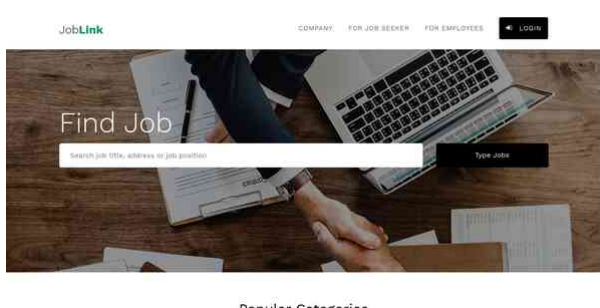 JobLink
COMPANY FOR JOB SEEKER FOR EMPLOYEES LOGIN
Find Job
Search job title, address or job position
Type Jobs
Popular Categories